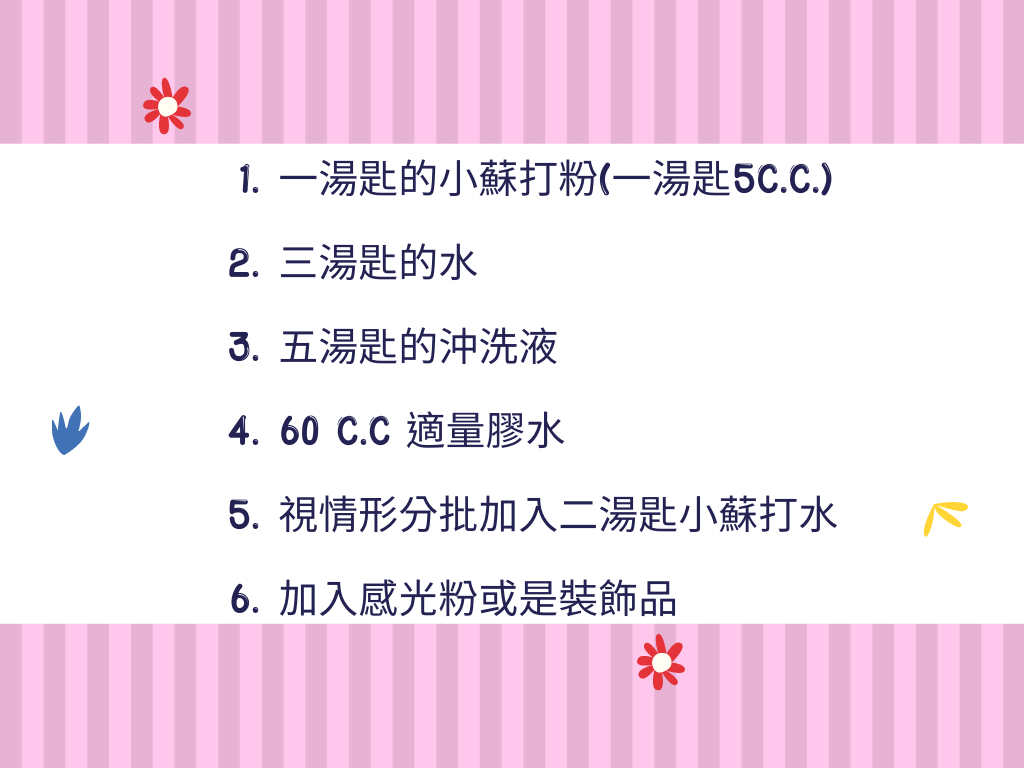 1. 一湯匙的小蘇打粉(一湯匙5C.C.)
2. 三湯匙的水
3. 五湯匙的沖洗液
4. 60 C.C 適量膠水
5. 視情形分批加入二湯匙小蘇打水
6. 加入感光粉或是裝飾品